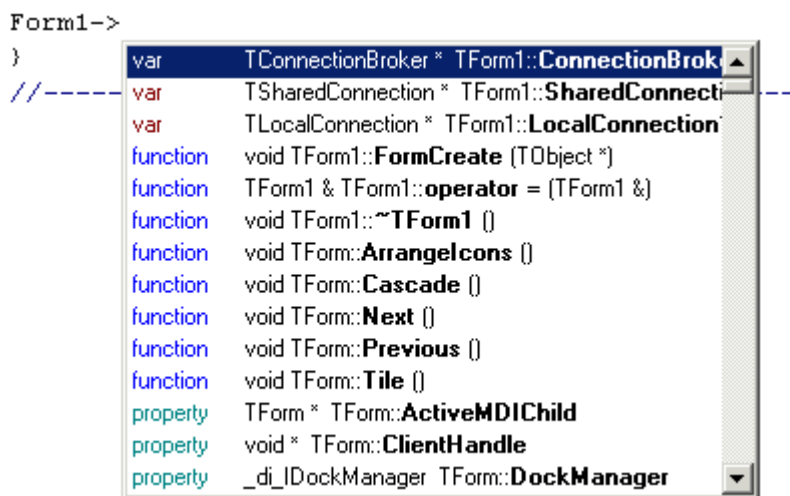 Form1->
}
//-----
var TConnectionBroker * TForm1::ConnectionBrok
var TSharedConnection * TForm1::SharedConnecti
var TLocalConnection * TForm1::LocalConnection
function void TForm1::FormCreate (TObject *)
function TForm1 & TForm1::operator = (TForm1 &)
function void TForm1::~TForm1 ()
function void TForm::ArrangeIcons ()
function void TForm::Cascade ()
function void TForm::Next ()
function void TForm::Previous ()
function void TForm::Tile ()
property TForm * TForm::ActiveMDIChild
property void * TForm::ClientHandle
property _di_IDockManager TForm::DockManager